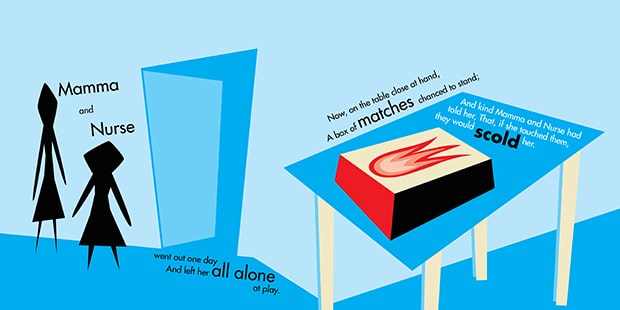 Mamma
and
Nurse
went out one day
And left her all alone
at play.
Now, on the table close at hand,
A box of matches chanced to stand;
And kind Mamma and Nurse had
told her, That, if she touched them,
they would scold her.